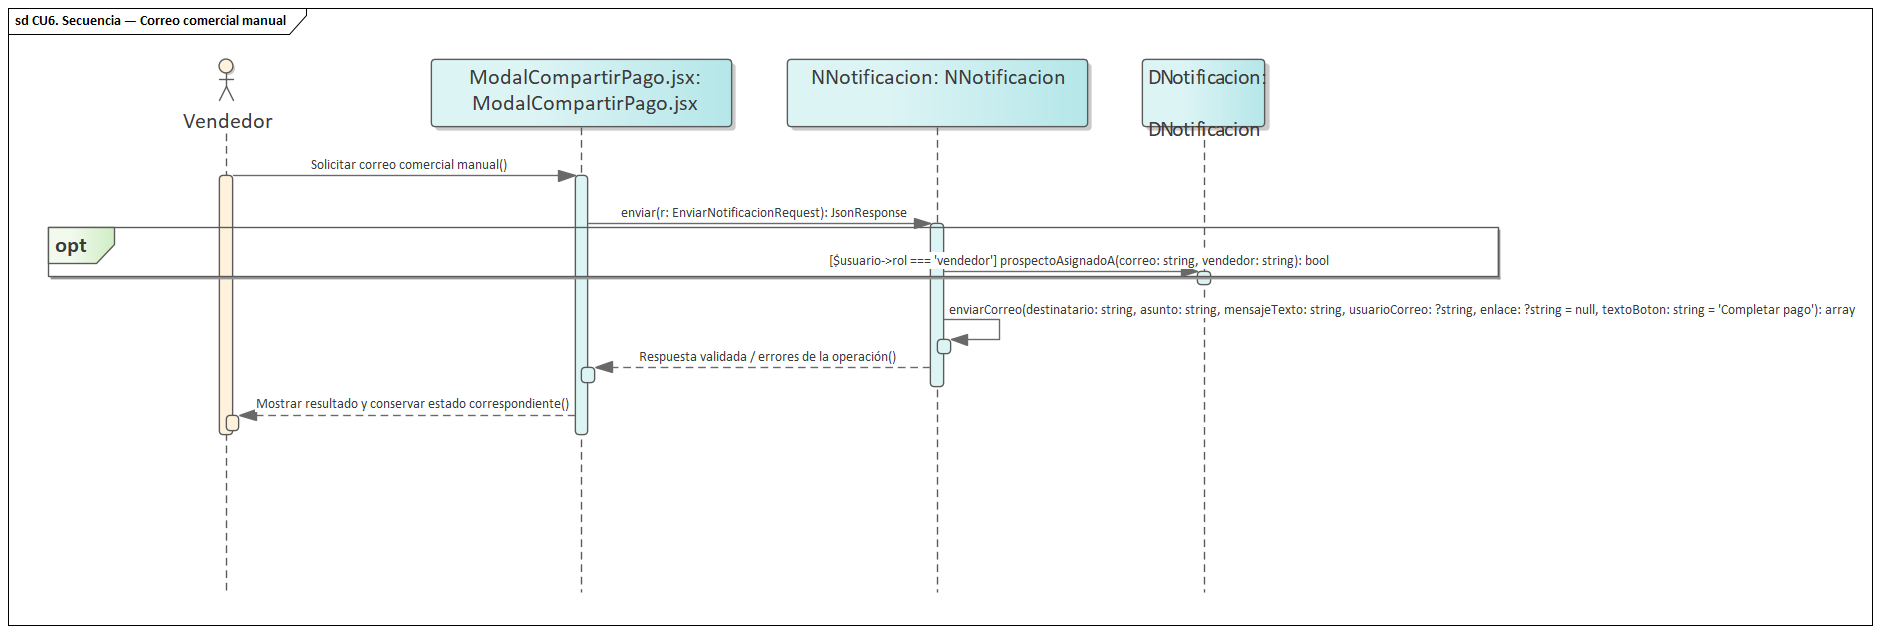 sd CU6. Secuencia — Correo comercial manual
Vendedor
ModalCompartirPago.jsx:
ModalCompartirPago.jsx
NNotificacion: NNotificacion
DNotificacion:
DNotificacion
Solicitar correo comercial manual()
enviar(r: EnviarNotificacionRequest): JsonResponse
opt
[$usuario->rol === 'vendedor'] prospectoAsignadoA(correo: string, vendedor: string): bool
enviarCorreo(destinatario: string, asunto: string, mensajeTexto: string, usuarioCorreo: ?string, enlace: ?string = null, textoBoton: string = 'Completar pago'): array
Respuesta validada / errores de la operación()
Mostrar resultado y conservar estado correspondiente()